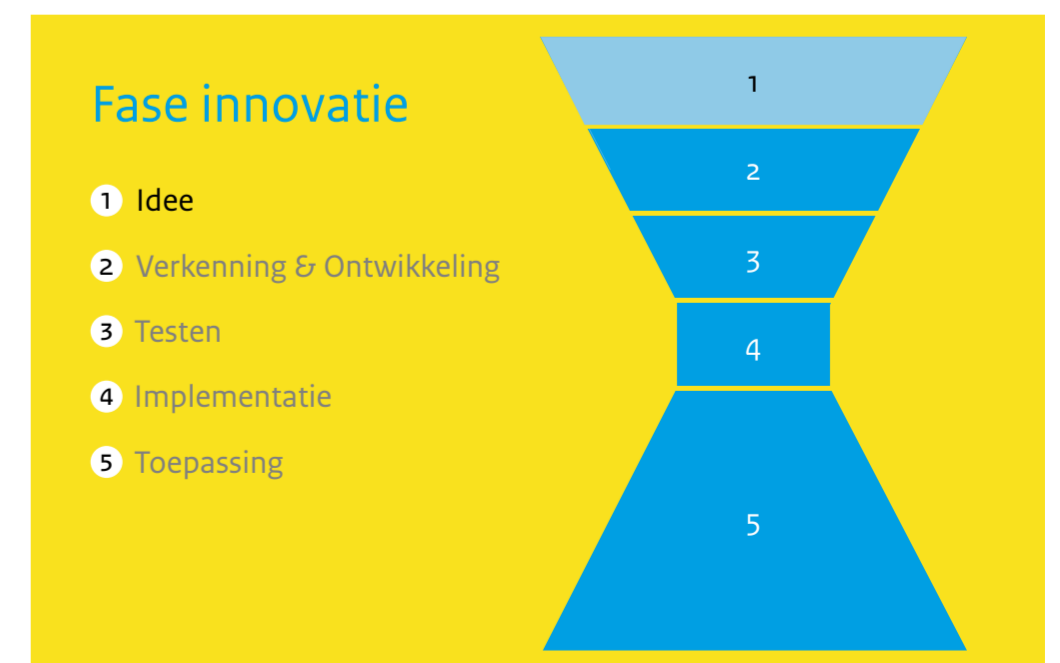 Fase innovatie
1 Idee
2 Verkenning & Ontwikkeling
3 Testen
4 Implementatie
5 Toepassing
1
2
3
4
5